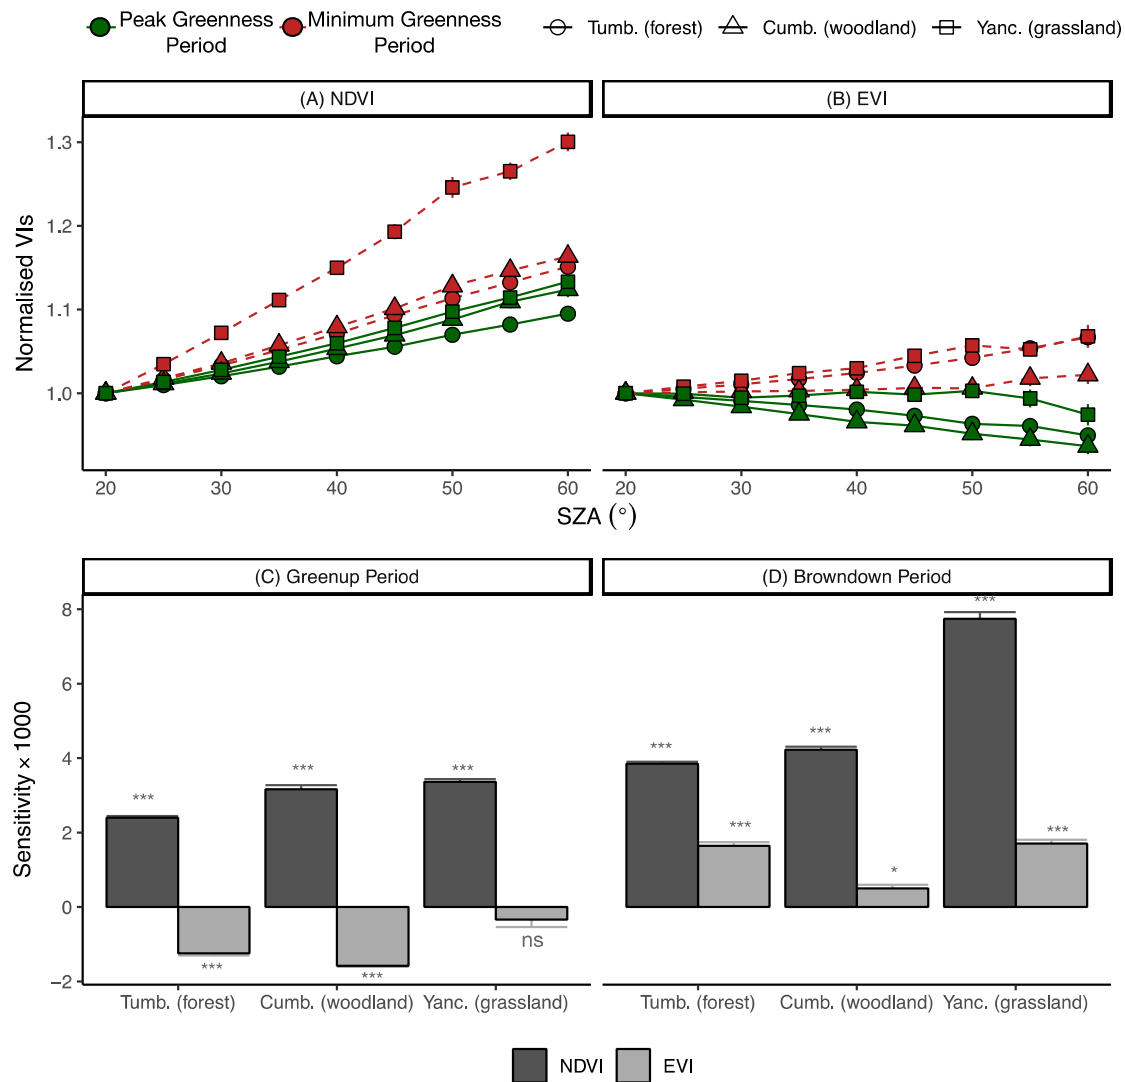 Peak Greenness Period
Minimum Greenness Period
Tumb. (forest)
Cumb. (woodland)
Yanc. (grassland)
(A) NDVI
(B) EVI
Normalised VIs
1.3
1.2
1.1
1.0
20 30 40 50 60
20 30 40 50 60
SZA (°)
(C) Greenup Period
(D) Browndown Period
Sensitivity × 1000
8
6
4
2
0
−2
***
***
***
***
***
ns
***
***
***
***
*
***
Tumb. (forest) Cumb. (woodland) Yanc. (grassland)
Tumb. (forest) Cumb. (woodland) Yanc. (grassland)
NDVI
EVI